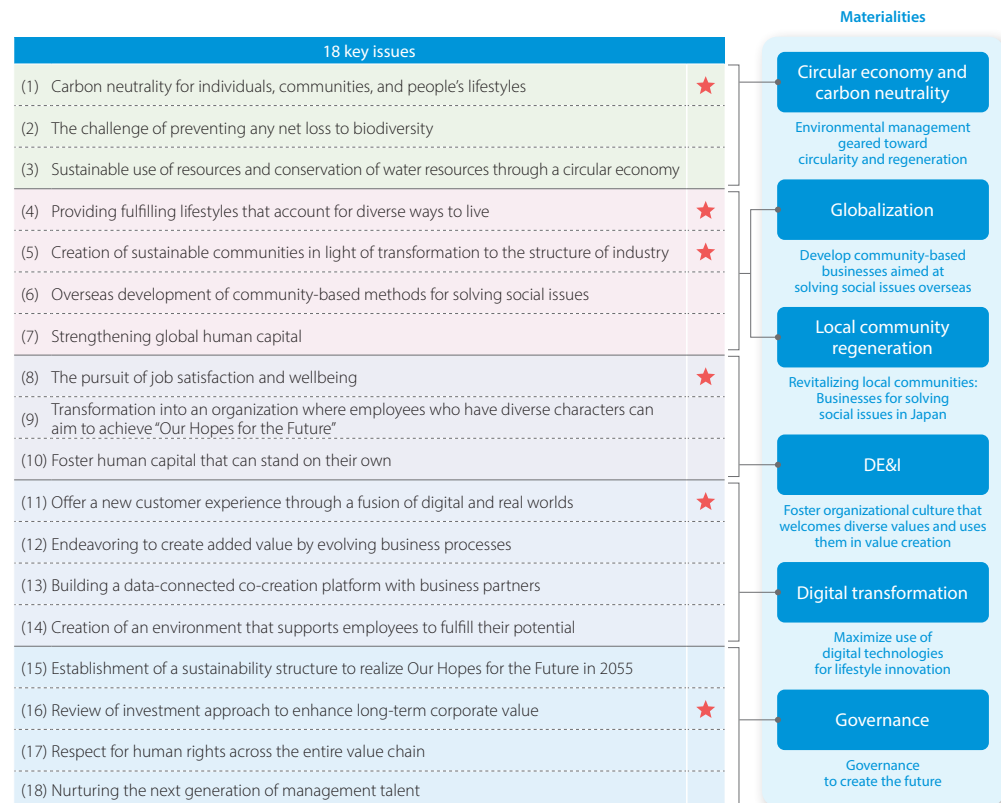 Materialities
18 key issues
(1) Carbon neutrality for individuals, communities, and people's lifestyles
(2) The challenge of preventing any net loss to biodiversity
(3) Sustainable use of resources and conservation of water resources through a circular economy
(4) Providing fulfilling lifestyles that account for diverse ways to live
(5) Creation of sustainable communities in light of transformation to the structure of industry
(6) Overseas development of community-based methods for solving social issues
(7) Strengthening global human capital
(8) The pursuit of job satisfaction and wellbeing
(9) Transformation into an organization where employees who have diverse characters can
aim to achieve “Our Hopes for the Future”
(10) Foster human capital that can stand on their own
(11) Offer a new customer experience through a fusion of digital and real worlds
(12) Endeavoring to create added value by evolving business processes
(13) Building a data-connected co-creation platform with business partners
(14) Creation of an environment that supports employees to fulfill their potential
(15) Establishment of a sustainability structure to realize Our Hopes for the Future in 2055
(16) Review of investment approach to enhance long-term corporate value
(17) Respect for human rights across the entire value chain
(18) Nurturing the next generation of management talent
Circular economy and
carbon neutrality
Environmental management
geared toward
circularity and regeneration
Globalization
Develop community-based
businesses aimed at
solving social issues overseas
Local community
regeneration
Revitalizing local communities:
Businesses for solving
social issues in Japan
DE&I
Foster organizational culture that
welcomes diverse values and uses
them in value creation
Digital transformation
Maximize use of
digital technologies
for lifestyle innovation
Governance
Governance
to create the future